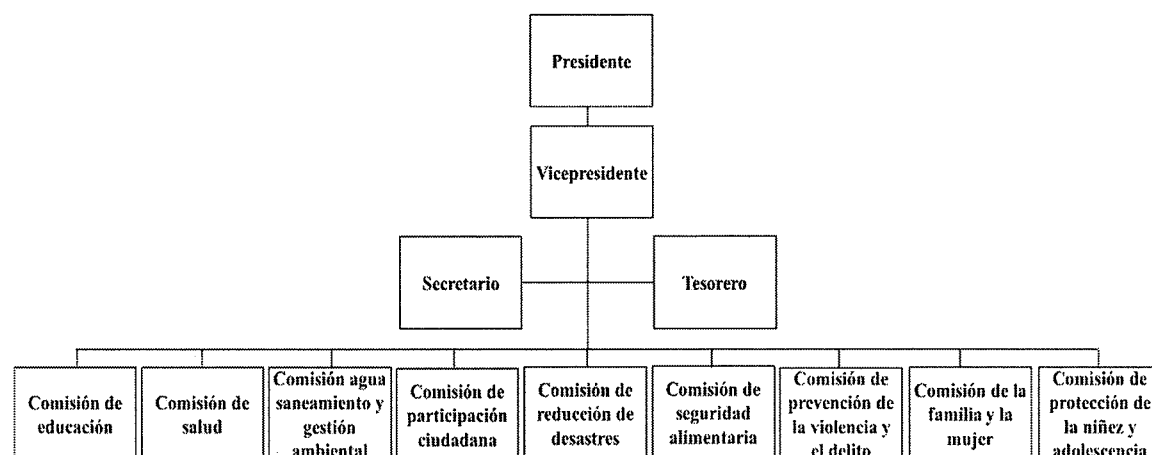 Presidente
Vicepresidente
Secretario
Tesorero
Comisión de
educación
Comisión de
salud
Comisión agua
saneamiento y
gestión
ambiental
Comisión de
participación
ciudadana
Comisión de
reducción de
desastres
Comisión de
seguridad
alimentaria
Comisión de
prevención de
la violencia y
el delito
Comisión de la
familia y la
mujer
Comisión de
protección de
la niñez y
adolescencia